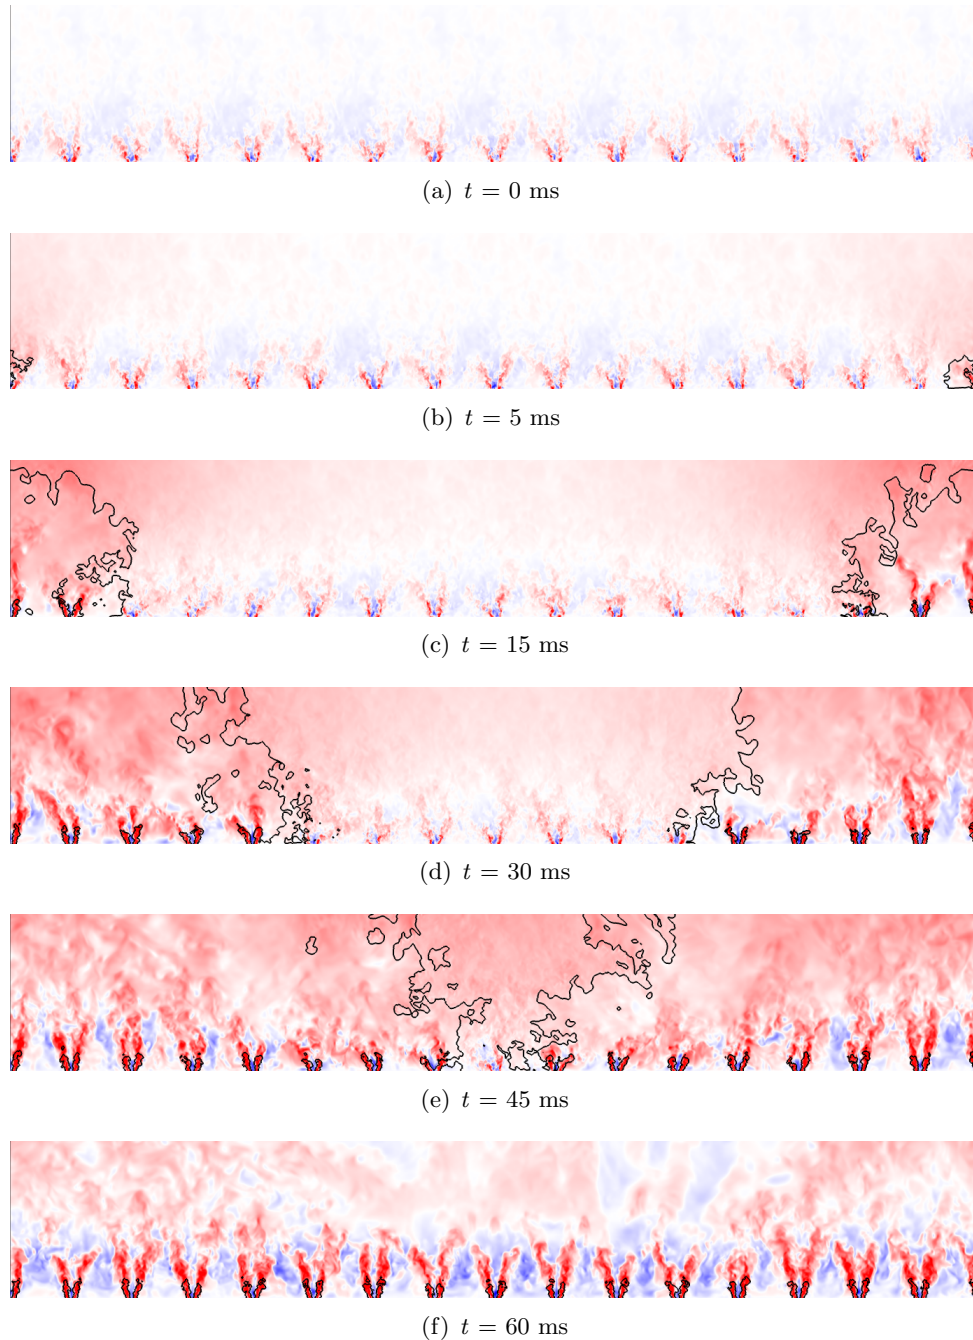 (a) t = 0 ms
(b) t = 5 ms
(c) t = 15 ms
(d) t = 30 ms
(e) t = 45 ms
(f) t = 60 ms